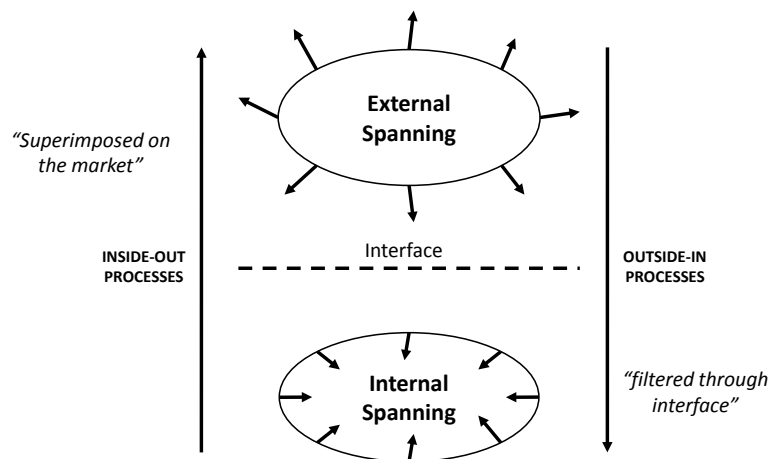 External
Spanning
“Superimposed on
the market”
Interface
INSIDE-OUT
PROCESSES
OUTSIDE-IN
PROCESSES
Internal
Spanning
“filtered through
interface”